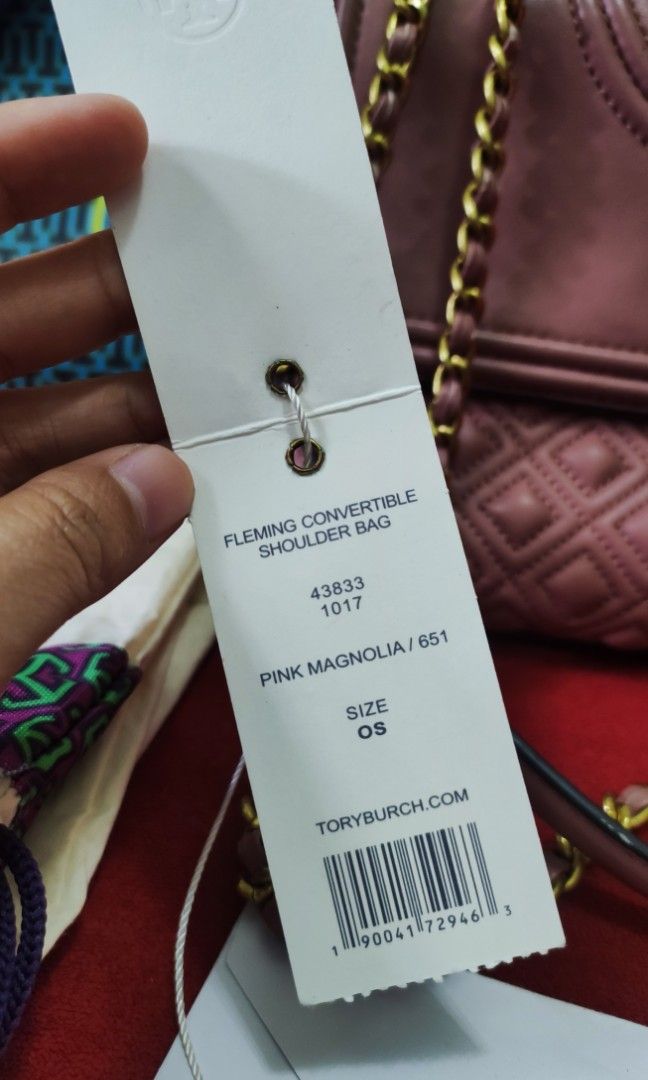 FLEMING CONVERTIBLE
SHOULDER BAG
43833
1017
PINK MAGNOLIA / 651
SIZE
OS
TORYBURCH.COM
1 90041 72946 3